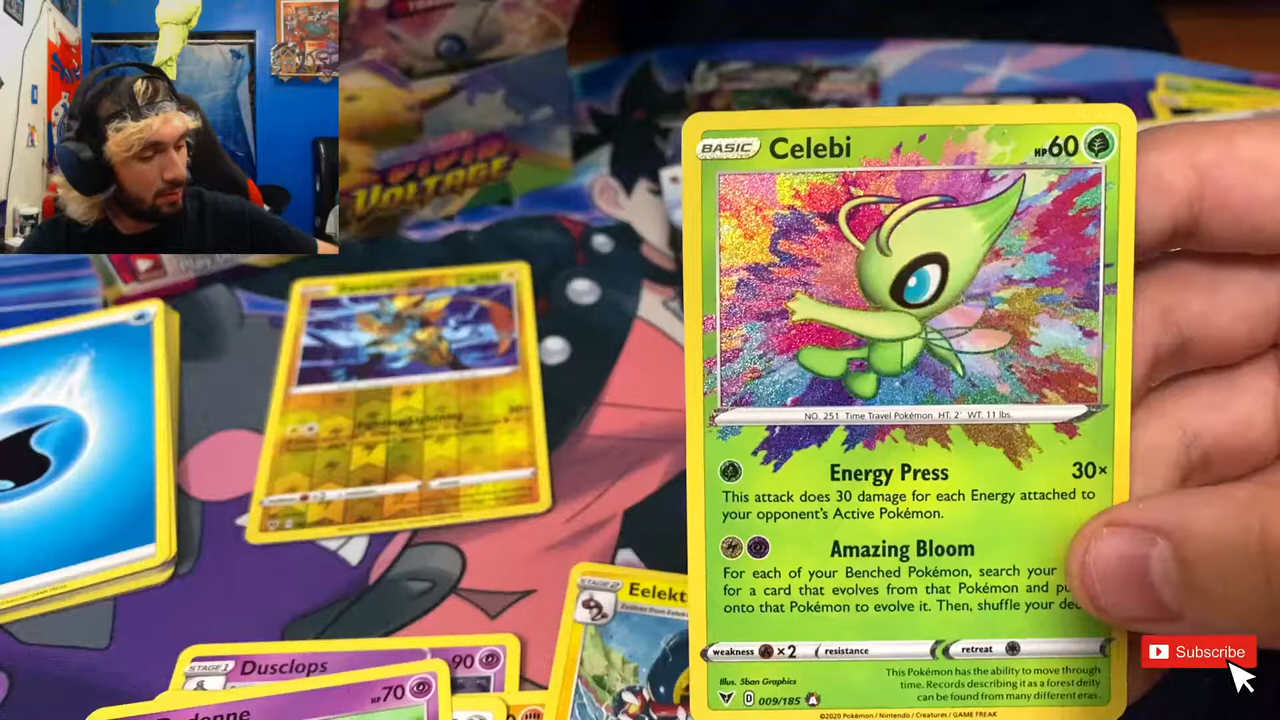 VOLTAGE
BASIC Celebi HP60
NO. 251 Time Travel Pokémon HT: 2' WT: 11 lbs.
Energy Press 30×
This attack does 30 damage for each Energy attached to
your opponent's Active Pokémon.
Amazing Bloom
For each of your Benched Pokémon, search your
for a card that evolves from that Pokémon and
onto that Pokémon to evolve it. Then, shuffle your
weakness ×2 resistance retreat
Illus. 5ban Graphics
D 009/185
This Pokémon has the ability to move through
time. Records describing it as a forest deity
can be found from many different eras.
©2020 Pokémon / Nintendo / Creatures / GAME FREAK
STAGE 2
STAGE 1 Dusclops 90
HP70
Subscribe